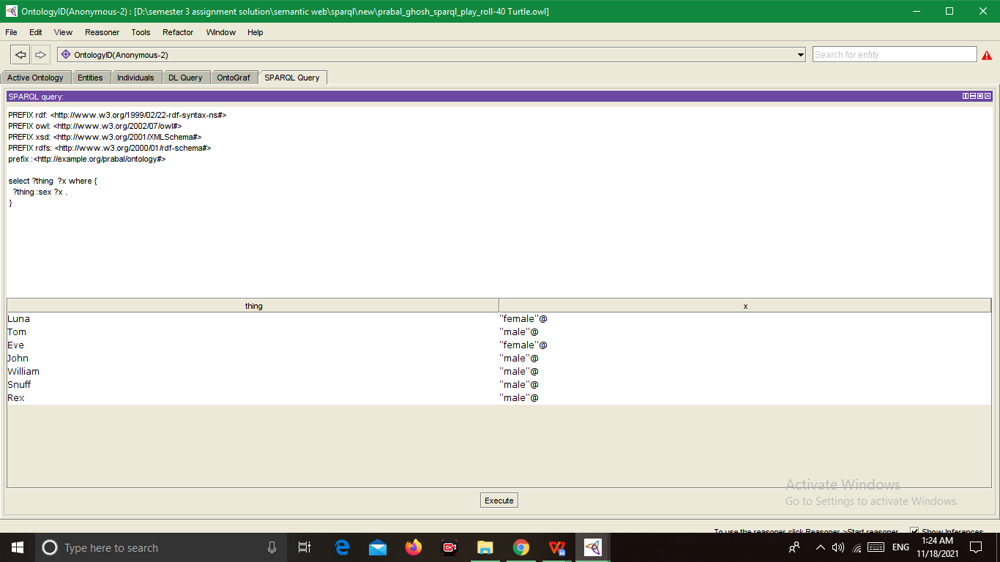 OntologyID(Anonymous-2) : [D:\semester 3 assignment solution\semantic web\sparql\new\prabal_ghosh_sparql_play_roll-40 Turtle.owl]
File Edit View Reasoner Tools Refactor Window Help
OntologyID(Anonymous-2) Search for entity
Active Ontology Entities Individuals DL Query OntoGraf SPARQL Query
SPARQL query:
PREFIX rdf: <http://www.w3.org/1999/02/22-rdf-syntax-ns#>
PREFIX owl: <http://www.w3.org/2002/07/owl#>
PREFIX xsd: <http://www.w3.org/2001/XMLSchema#>
PREFIX rdfs: <http://www.w3.org/2000/01/rdf-schema#>
prefix :<http://example.org/prabal/ontology#>
select ?thing  ?x where {
?thing :sex ?x .
}
thing x
Luna "female"@
Tom "male"@
Eve "female"@
John "male"@
William "male"@
Snuff "male"@
Rex "male"@
Activate Windows
Go to Settings to activate Windows.
Execute
To use the reasoner click Reasoner->Start reasoner Show Inferences
Type here to search
ENG
1:24 AM
11/18/2021